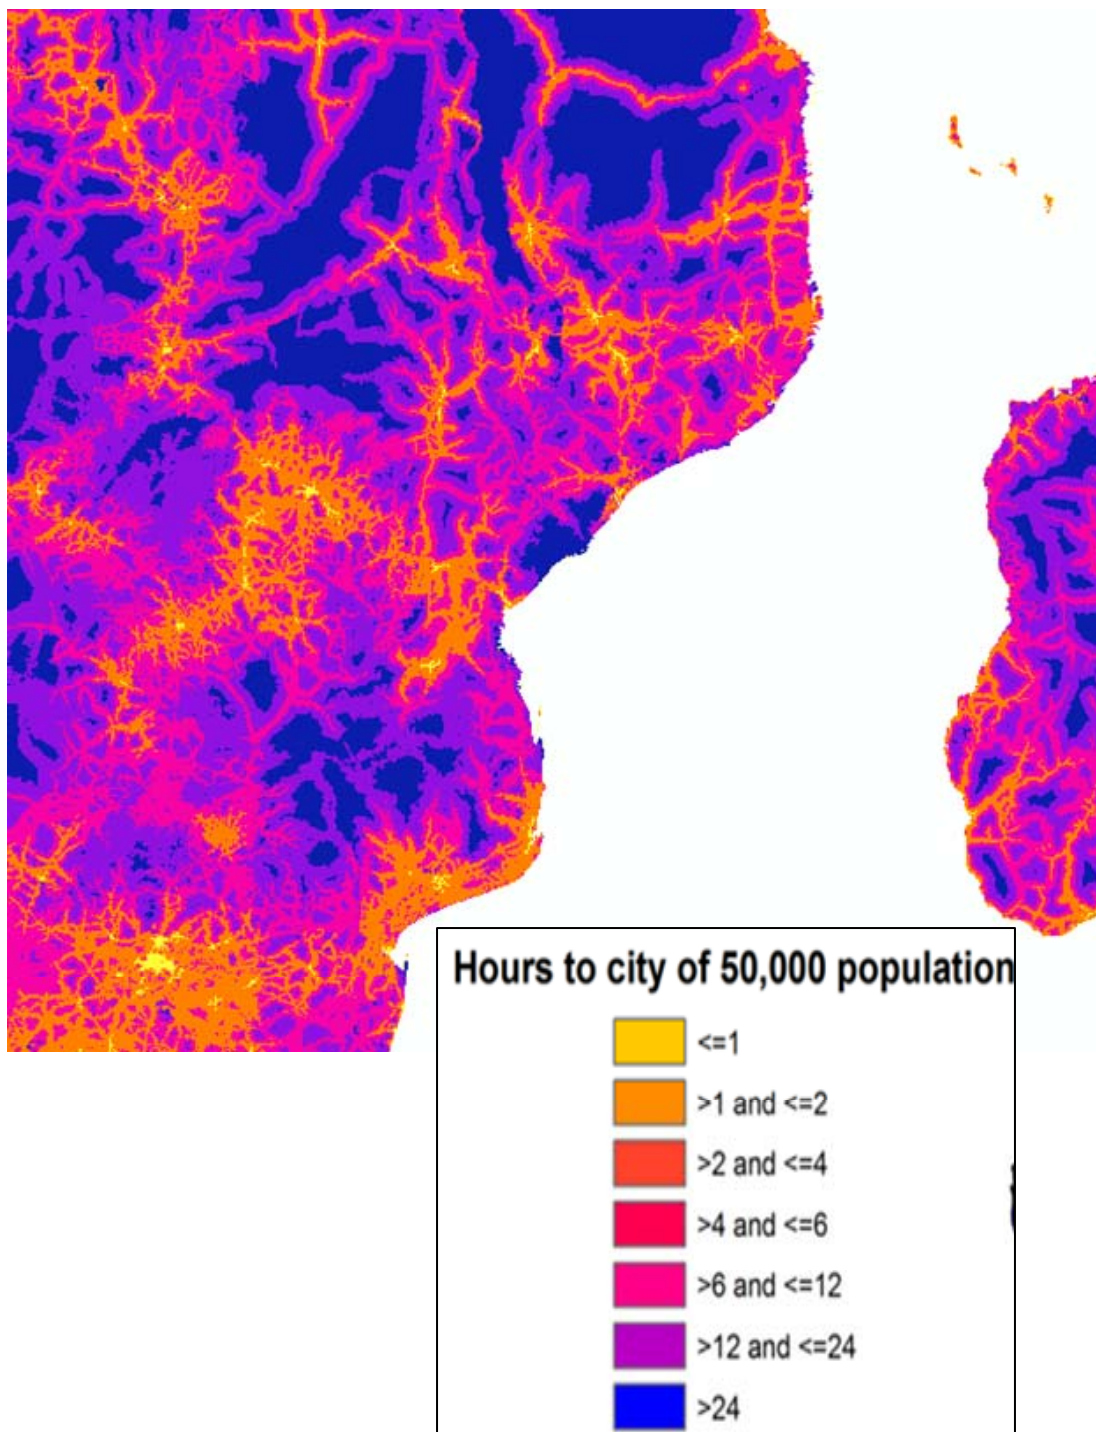 Hours to city of 50,000 population
<=1
>1 and <=2
>2 and <=4
>4 and <=6
>6 and <=12
>12 and <=24
>24